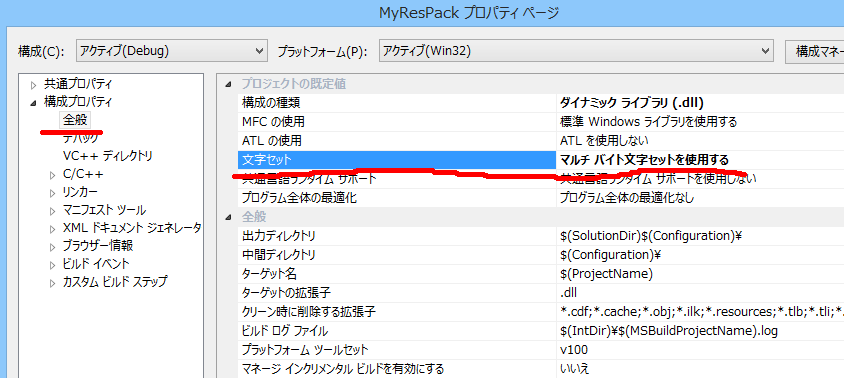 MyResPack プロパティ ページ
構成(C): アクティブ(Debug) プラットフォーム(P): アクティブ(Win32) 構成マネー
共通プロパティ
構成プロパティ
全般
デバッグ
VC++ ディレクトリ
C/C++
リンカー
マニフェスト ツール
XML ドキュメント ジェネレータ
ブラウザー情報
ビルド イベント
カスタム ビルド ステップ
プロジェクトの既定値
構成の種類 ダイナミック ライブラリ (.dll)
MFC の使用 標準 Windows ライブラリを使用する
ATL の使用 ATL を使用しない
文字セット マルチ バイト文字セットを使用する
共通言語ランタイム サポート 共通言語ランタイム サポートを使用しない
プログラム全体の最適化 プログラム全体の最適化なし
全般
出力ディレクトリ $(SolutionDir)$(Configuration)¥
中間ディレクトリ $(Configuration)¥
ターゲット名 $(ProjectName)
ターゲットの拡張子 .dll
クリーン時に削除する拡張子 *.cdf;*.cache;*.obj;*.ilk;*.resources;*.tlb;*.tli;*
ビルド ログ ファイル $(IntDir)¥$(MSBuildProjectName).log
プラットフォーム ツールセット v100
マネージ インクリメンタル ビルドを有効にする いいえ